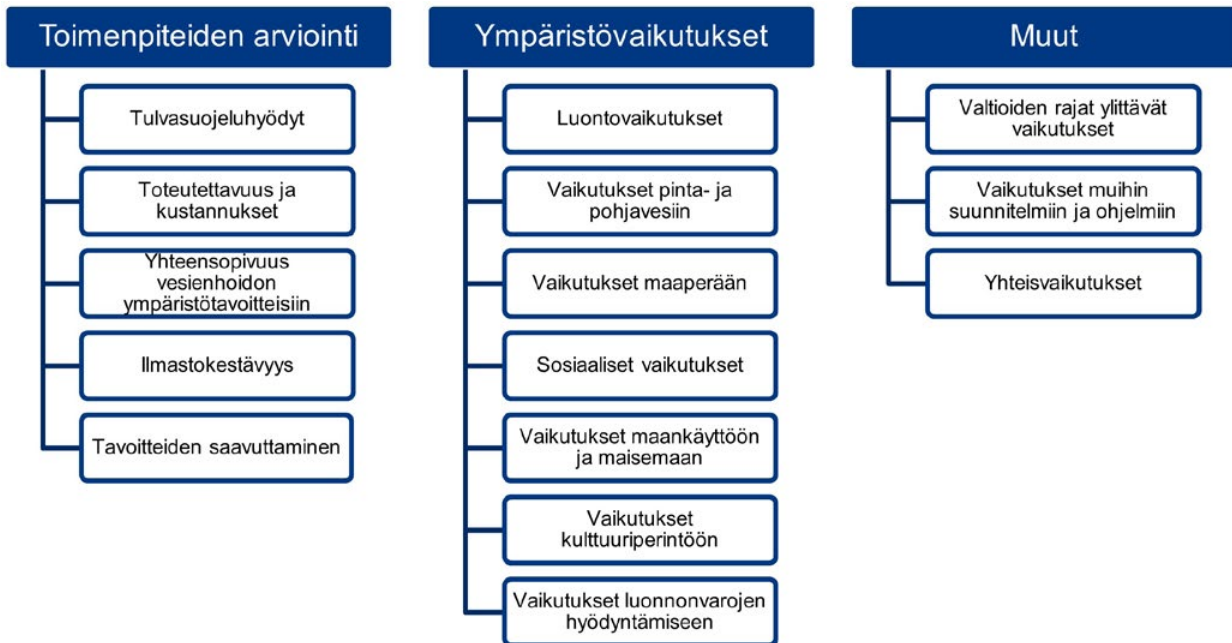 Toimenpiteiden arviointi
Tulvasuojeluhyödyt
Toteutettavuus ja
kustannukset
Yhteensopivuus
vesienhoidon
ympäristötavoitteisiin
Ilmastokestävyys
Tavoitteiden saavuttaminen
Ympäristövaikutukset
Luontovaikutukset
Vaikutukset pinta- ja
pohjavesiin
Vaikutukset maaperään
Sosiaaliset vaikutukset
Vaikutukset maankäyttöön
ja maisemaan
Vaikutukset
kulttuuriperintöön
Vaikutukset luonnonvarojen
hyödyntämiseen
Muut
Valtioiden rajat ylittävät
vaikutukset
Vaikutukset muihin
suunnitelmiin ja ohjelmiin
Yhteisvaikutukset